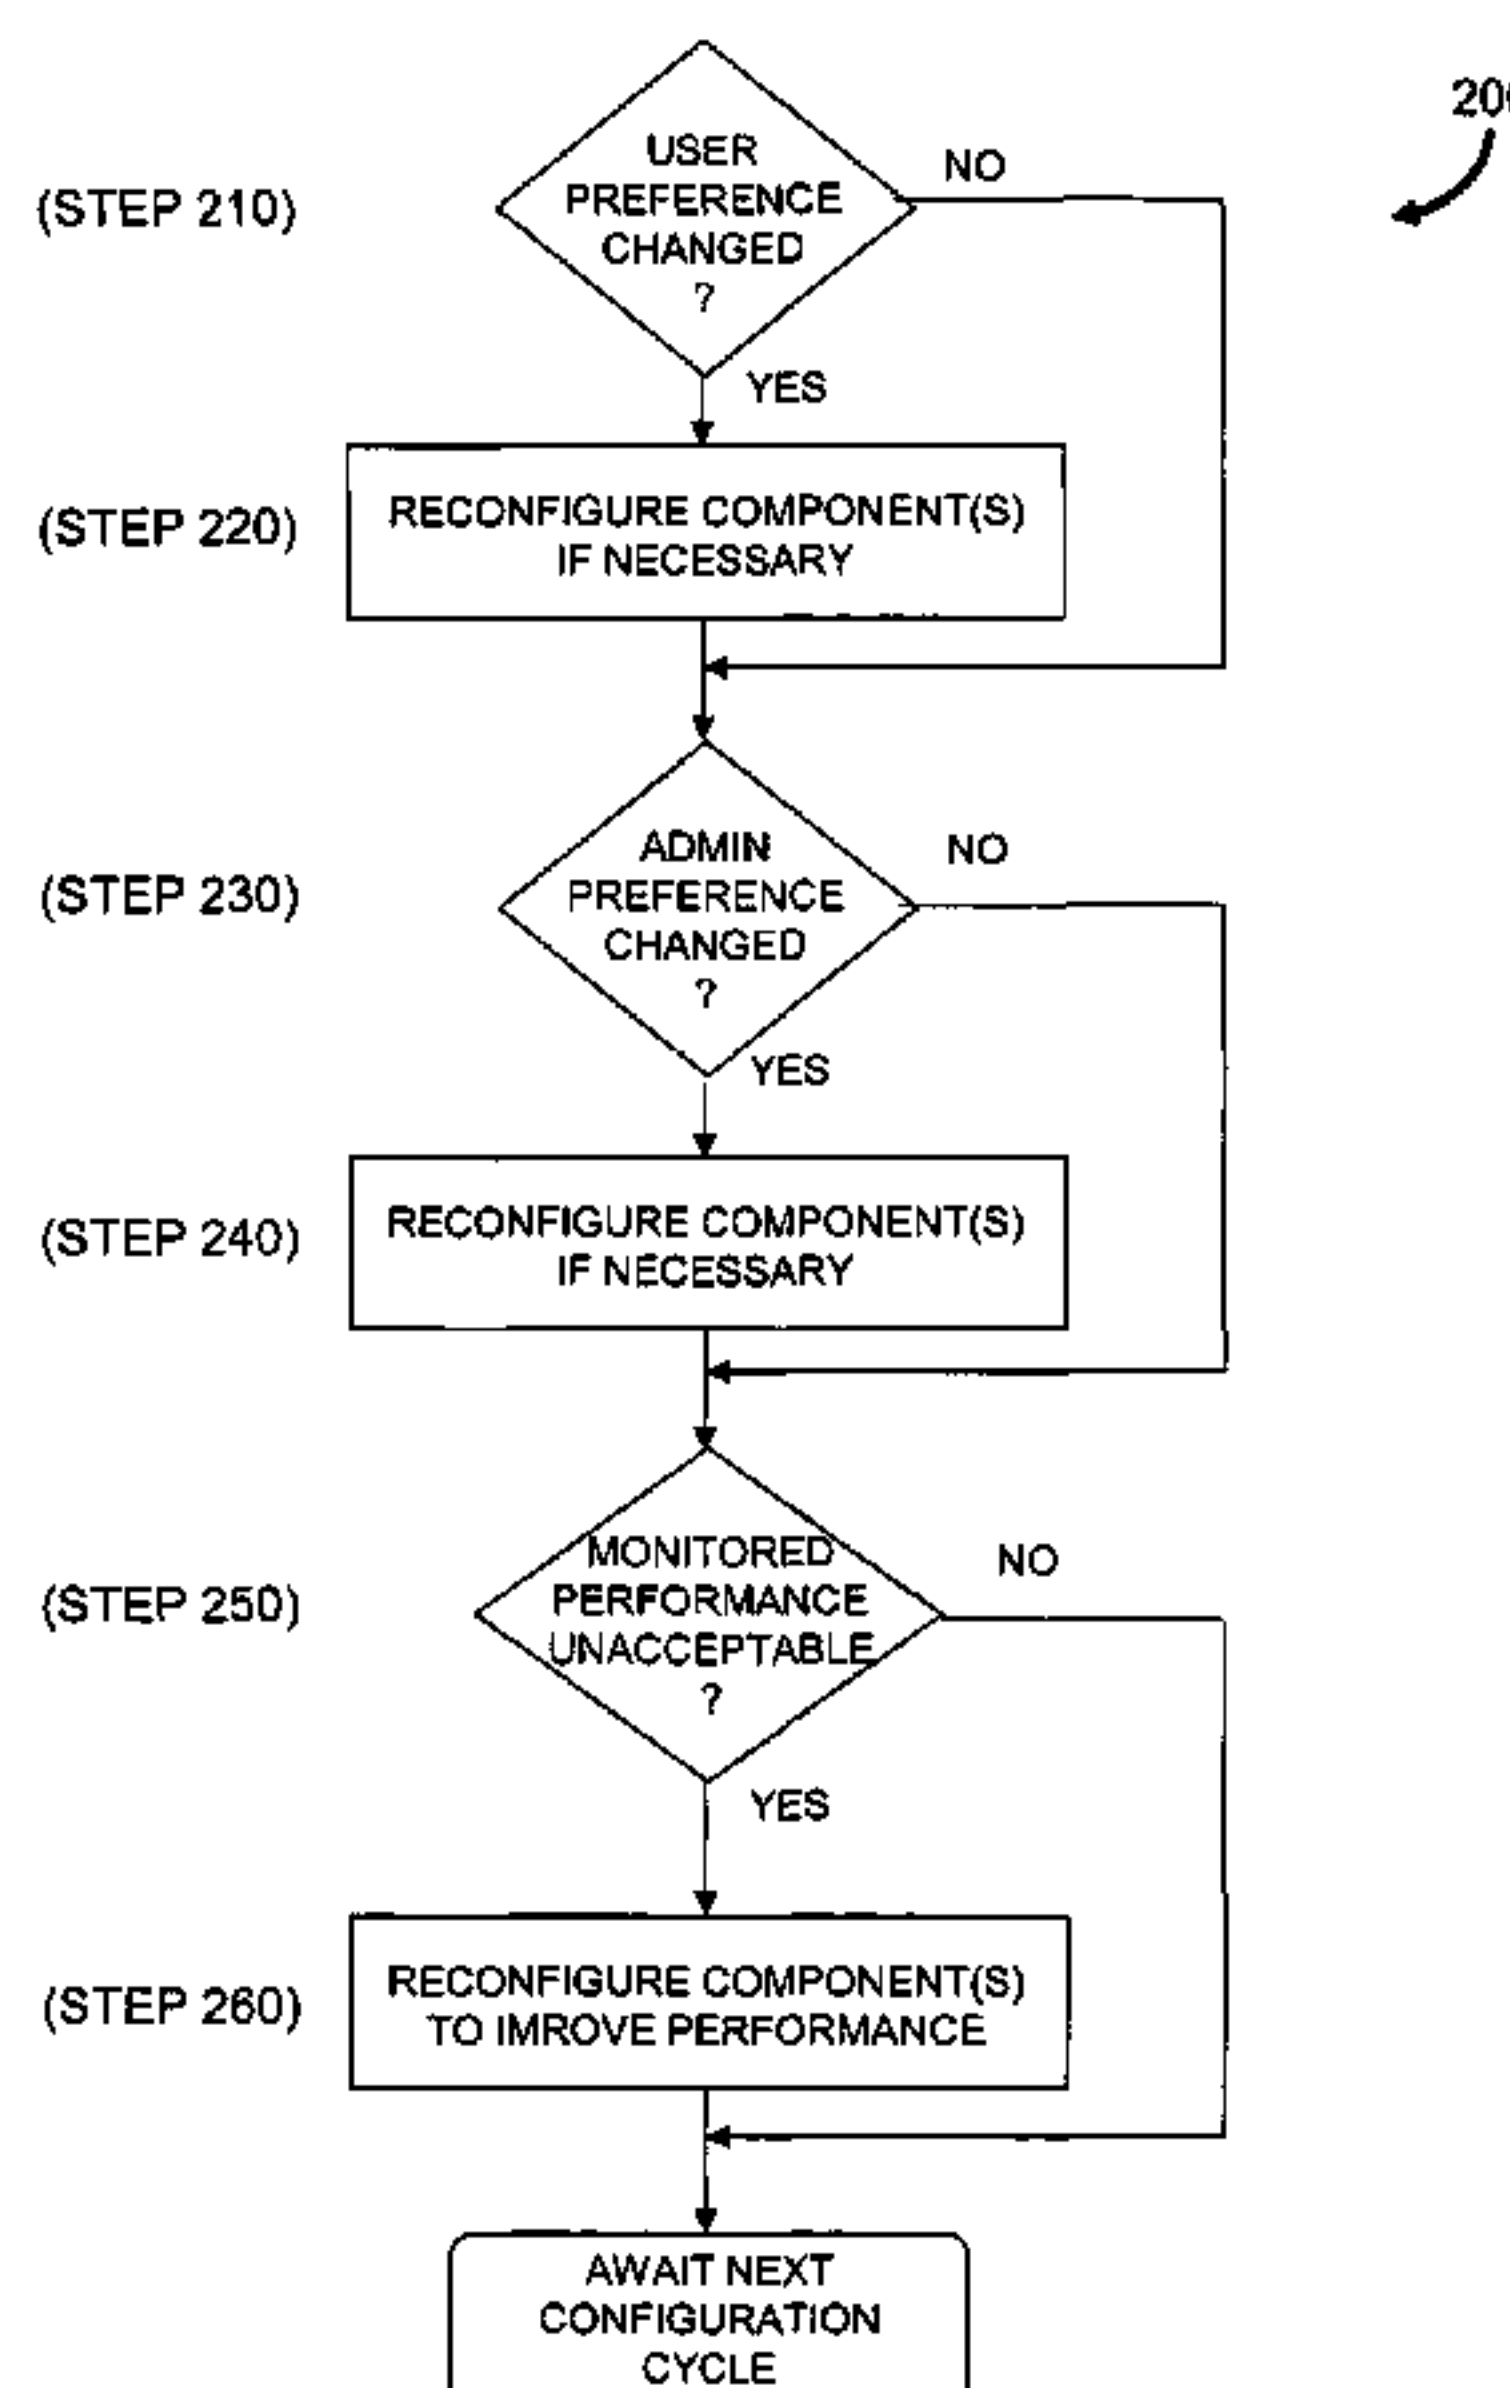 200
USER
PREFERENCE
CHANGED
?
NO
(STEP 210)
YES
(STEP 220)
RECONFIGURE COMPONENT(S)
IF NECESSARY
ADMIN
PREFERENCE
CHANGED
?
NO
(STEP 230)
YES
(STEP 240)
RECONFIGURE COMPONENT(S)
IF NECESSARY
MONITORED
PERFORMANCE
UNACCEPTABLE
?
NO
(STEP 250)
YES
(STEP 260)
RECONFIGURE COMPONENT(S)
TO IMROVE PERFORMANCE
AWAIT NEXT
CONFIGURATION
CYCLE